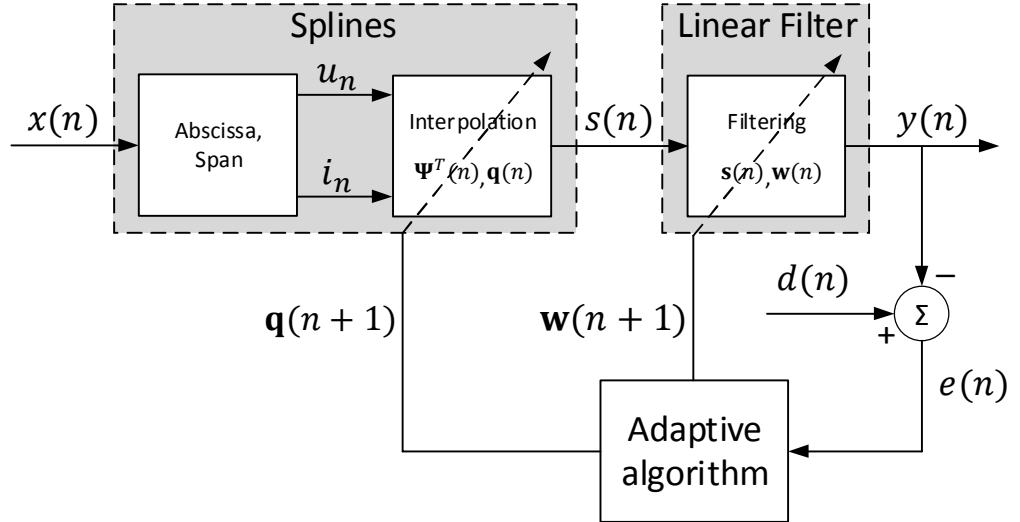 Splines
Linear Filter
x(n)
Abscissa,
Span
u_n
i_n
Interpolation
Ψ^T(n), q(n)
s(n)
Filtering
s(n), w(n)
y(n)
−
d(n)
+
Σ
q(n + 1)
w(n + 1)
e(n)
Adaptive
algorithm